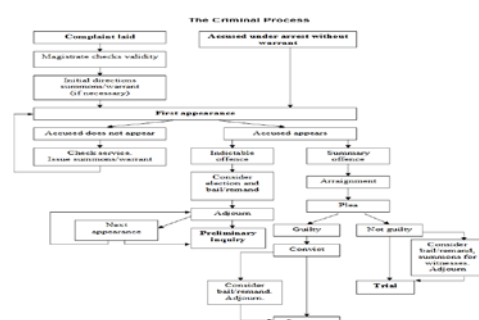 The Criminal Process
Complaint laid
Accused under arrest without
warrant
Magistrate checks validity
Initial directions
summons/warrant
(if necessary)
First appearance
Accused does not appear
Accused appears
Check service.
Issue summons/warrant
Indictable
offence
Summary
offence
Consider
election and
bail/remand
Arraignment
Plea
Adjourn
Next
appearance
Preliminary
Inquiry
Guilty
Not guilty
Convict
Consider
bail/remand,
summons for
witnesses.
Adjourn
Consider
bail/remand.
Adjourn.
Trial